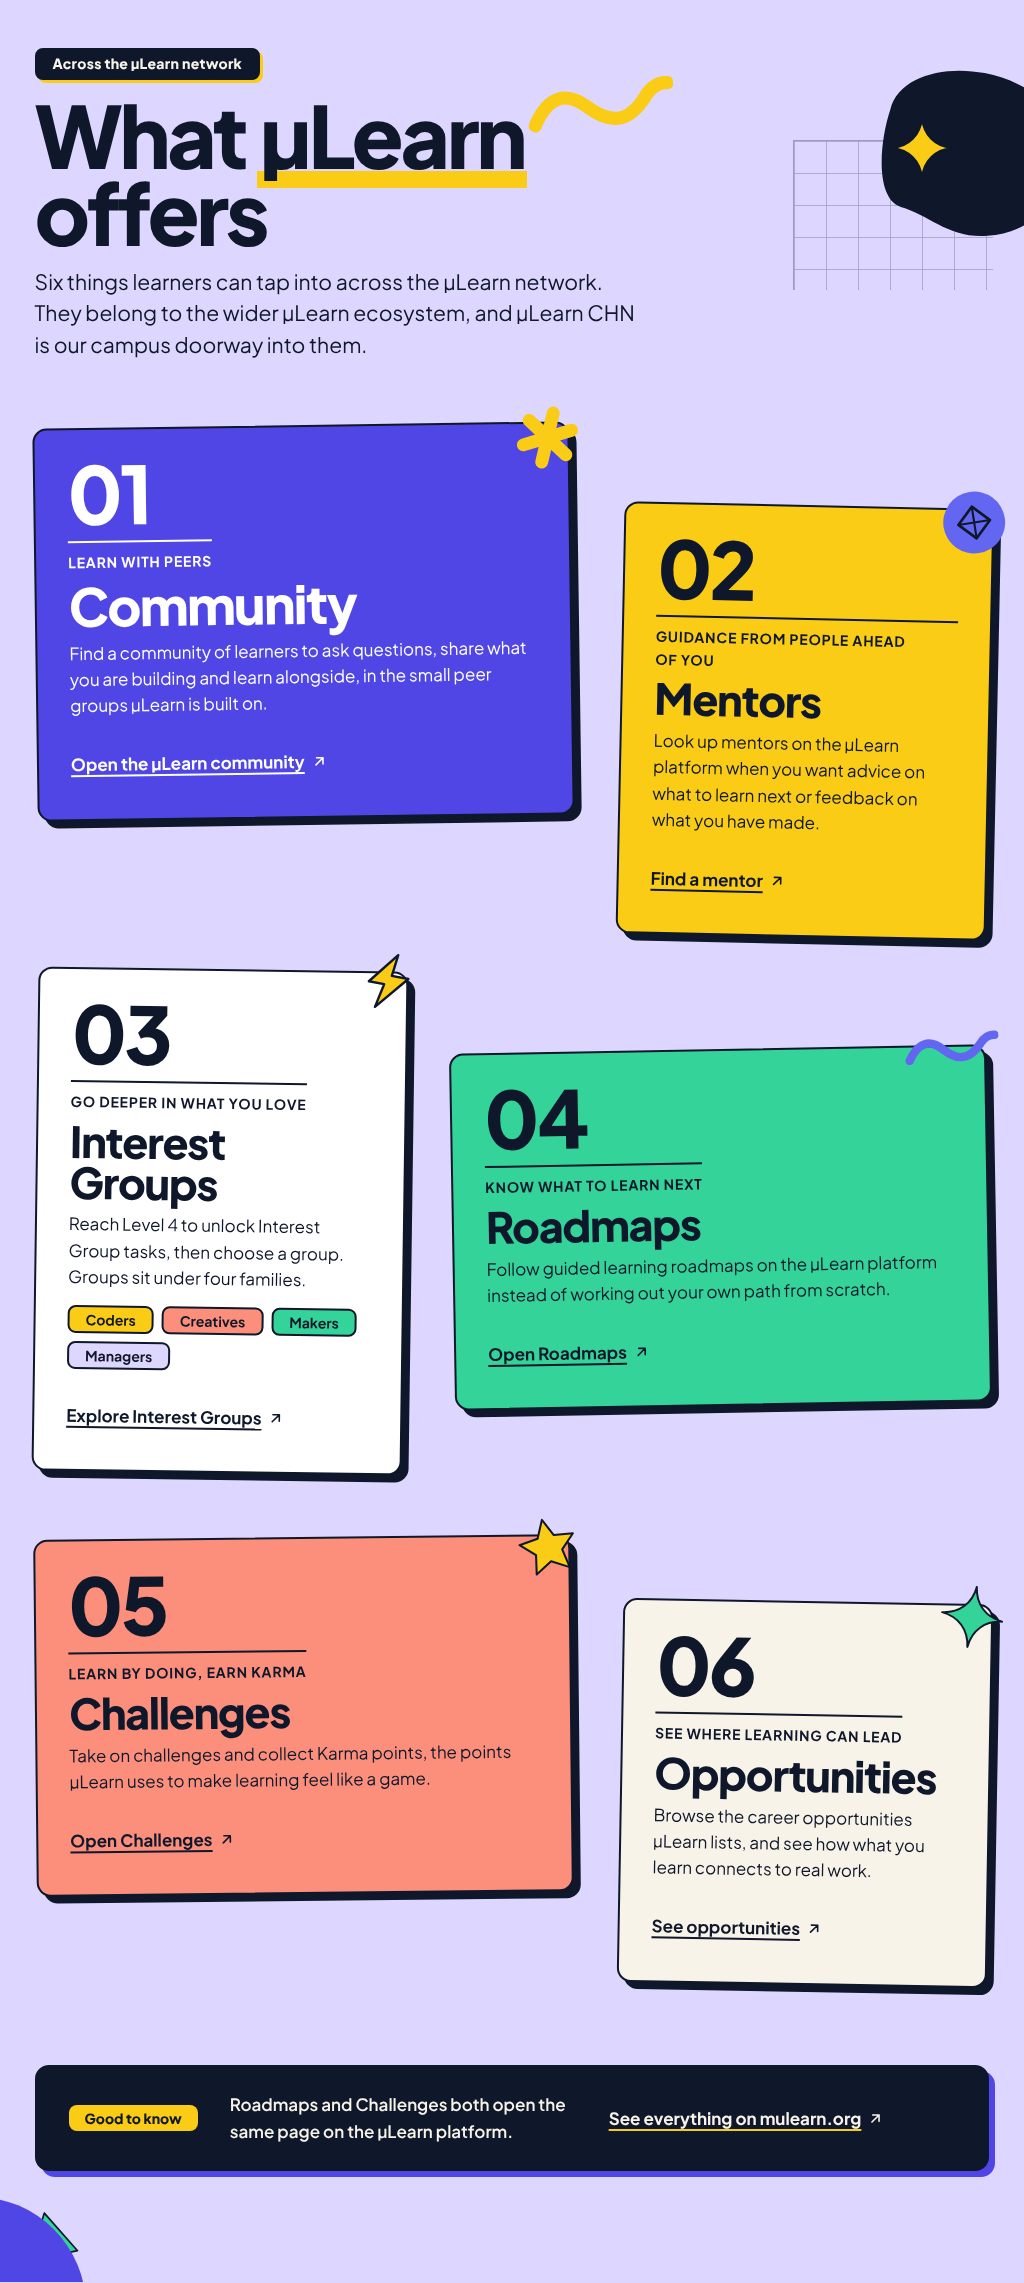 Across the µLearn network
What µLearn
offers
Six things learners can tap into across the µLearn network.
They belong to the wider µLearn ecosystem, and µLearn CHN
is our campus doorway into them.
01
LEARN WITH PEERS
Community
Find a community of learners to ask questions, share what
you are building and learn alongside, in the small peer
groups µLearn is built on.
Open the µLearn community ↗
02
GUIDANCE FROM PEOPLE AHEAD
OF YOU
Mentors
Look up mentors on the µLearn
platform when you want advice on
what to learn next or feedback on
what you have made.
Find a mentor ↗
03
GO DEEPER IN WHAT YOU LOVE
Interest
Groups
Reach Level 4 to unlock Interest
Group tasks, then choose a group.
Groups sit under four families.
Coders Creatives Makers
Managers
Explore Interest Groups ↗
04
KNOW WHAT TO LEARN NEXT
Roadmaps
Follow guided learning roadmaps on the µLearn platform
instead of working out your own path from scratch.
Open Roadmaps ↗
05
LEARN BY DOING, EARN KARMA
Challenges
Take on challenges and collect Karma points, the points
µLearn uses to make learning feel like a game.
Open Challenges ↗
06
SEE WHERE LEARNING CAN LEAD
Opportunities
Browse the career opportunities
µLearn lists, and see how what you
learn connects to real work.
See opportunities ↗
Good to know
Roadmaps and Challenges both open the
same page on the µLearn platform.
See everything on mulearn.org ↗